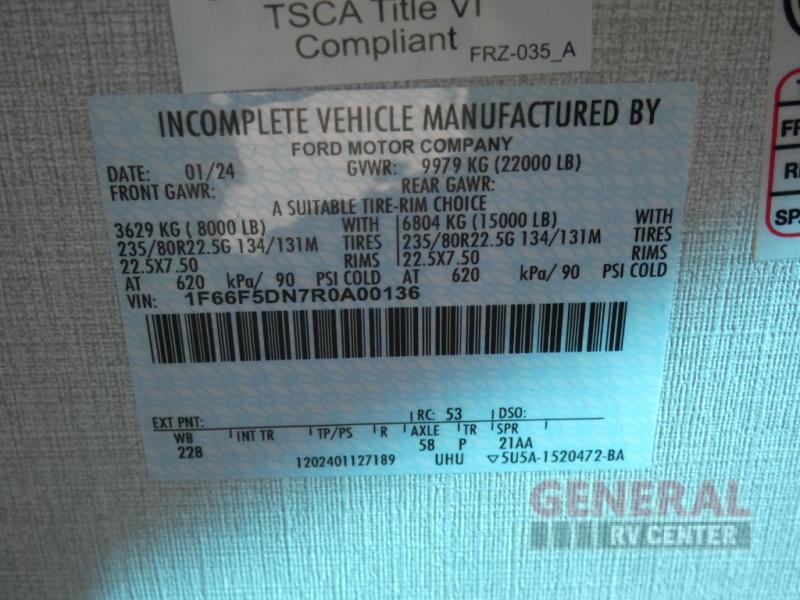 TSCA Title VI
Compliant
FRZ-035_A
INCOMPLETE VEHICLE MANUFACTURED BY
FORD MOTOR COMPANY
DATE: 01/24 GVWR: 9979 KG (22000 LB)
FRONT GAWR: REAR GAWR:
A SUITABLE TIRE-RIM CHOICE
3629 KG ( 8000 LB) WITH 6804 KG (15000 LB) WITH
235/80R22.5G 134/131M TIRES 235/80R22.5G 134/131M TIRES
22.5X7.50 RIMS 22.5X7.50 RIMS
AT 620 kPa/ 90 PSI COLD AT 620 kPa/ 90 PSI COLD
VIN: 1F66F5DN7R0A00136
EXT PNT: RC: 53 DSO:
WB INT TR TP/PS R AXLE TR SPR
228 58 P 21AA
1202401127189 UHU ▽5U5A-1520472-BA
GENERAL
RV CENTER